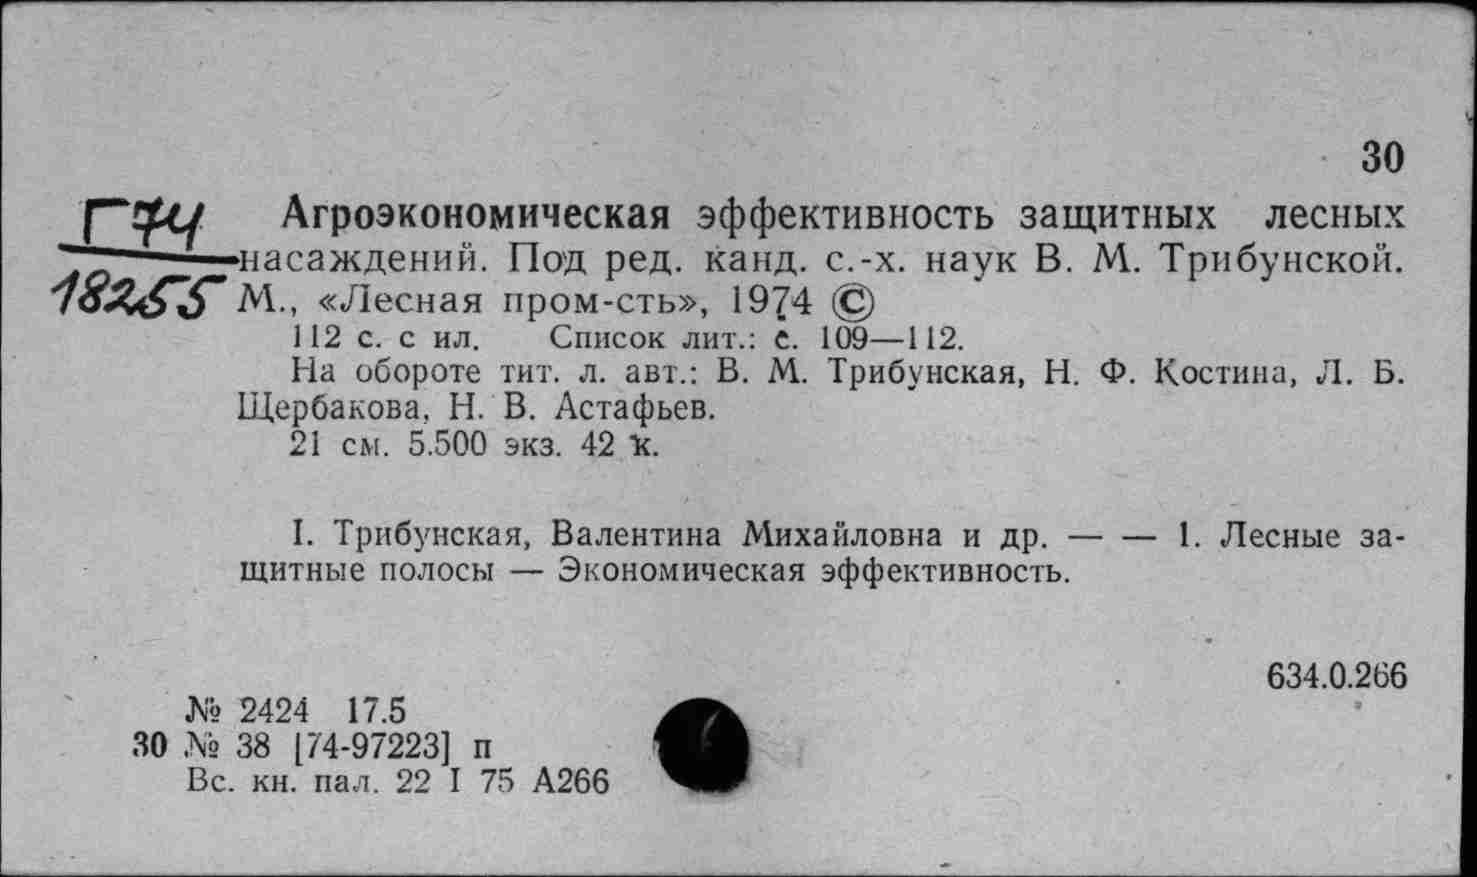 30
Г74 Агроэкономическая эффективность защитных лесных
насаждений. Под ред. канд. с.-х. наук В. М. Трибунской.
18255 М., «Лесная пром-сть», 1974 ©
112 с. с ил. Список лит.: с. 109—112.
На обороте тит. л. авт.: В. М. Трибунская, Н. Ф. Костина, Л. Б.
Щербакова, Н. В. Астафьев.
21 см. 5.500 экз. 42 к.
I. Трибунская, Валентина Михайловна и др. — — 1. Лесные за-
щитные полосы — Экономическая эффективность.
634.0.266
№ 2424 17.5
30 № 38 [74-97223] п
Вс. кн. пал. 22 I 75 А266